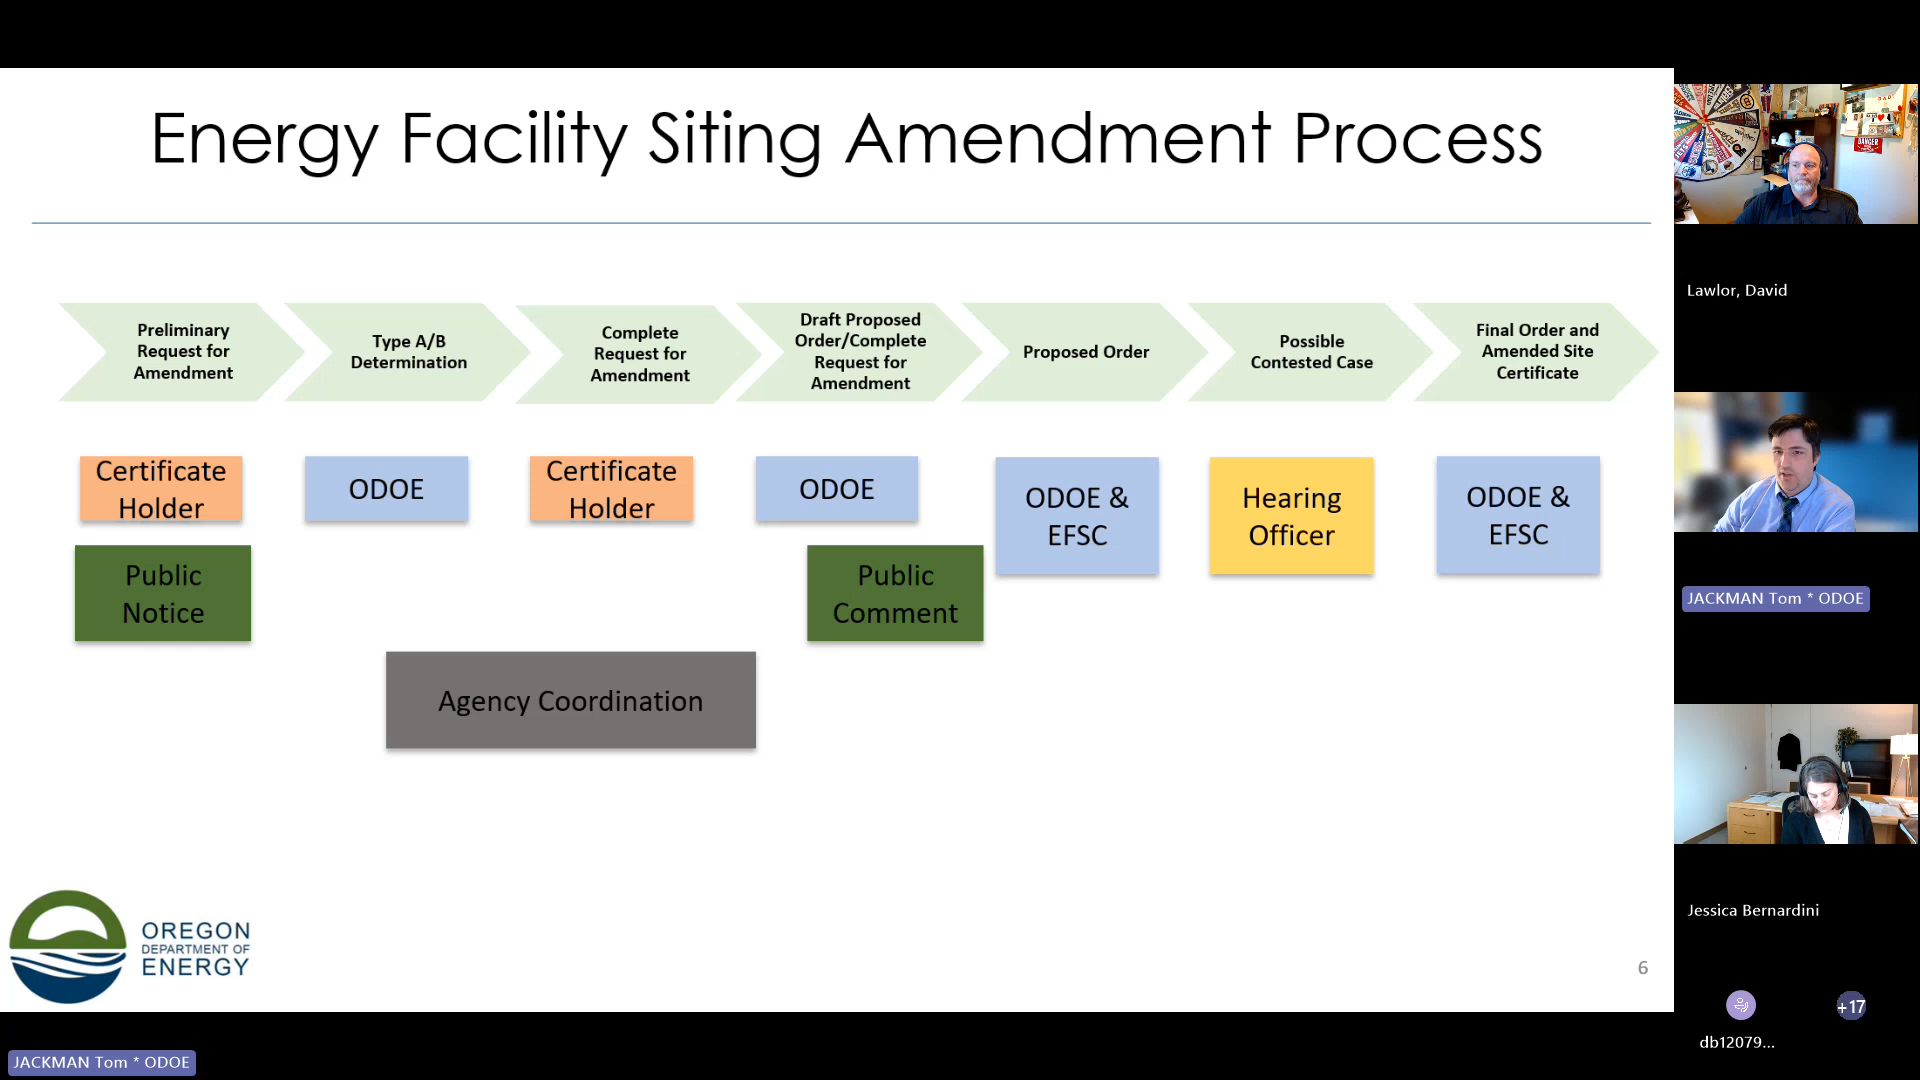 Energy Facility Siting Amendment Process
Preliminary
Request for
Amendment
Type A/B
Determination
Complete
Request for
Amendment
Draft Proposed
Order/Complete
Request for
Amendment
Proposed Order
Possible
Contested Case
Final Order and
Amended Site
Certificate
Certificate
Holder
ODOE
Certificate
Holder
ODOE
ODOE &
EFSC
Hearing
Officer
ODOE &
EFSC
Public
Notice
Public
Comment
Agency Coordination
OREGON
DEPARTMENT OF
ENERGY
6
JACKMAN Tom * ODOE
DANGER
Lawlor, David
JACKMAN Tom * ODOE
Jessica Bernardini
db12079...
+17